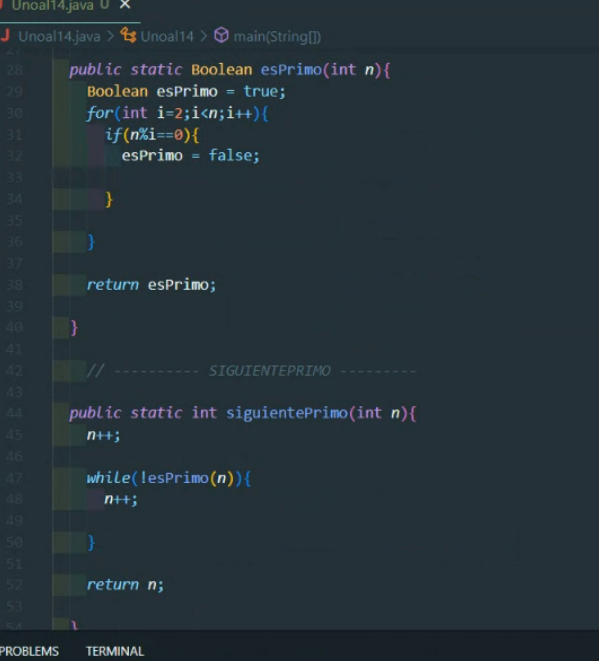 Unoal14.java U ×
J Unoal14.java > Unoal14 > main(String[])
28 public static Boolean esPrimo(int n){
29 Boolean esPrimo = true;
30 for(int i=2;i<n;i++){
31 if(n%i==0){
32 esPrimo = false;
33
34 }
35
36 }
37
38 return esPrimo;
39
40 }
41
42 // ---------- SIGUIENTEPRIMO ---------
43
44 public static int siguientePrimo(int n){
45 n++;
46
47 while(!esPrimo(n)){
48 n++;
49
50 }
51
52 return n;
53
54 }
PROBLEMS TERMINAL